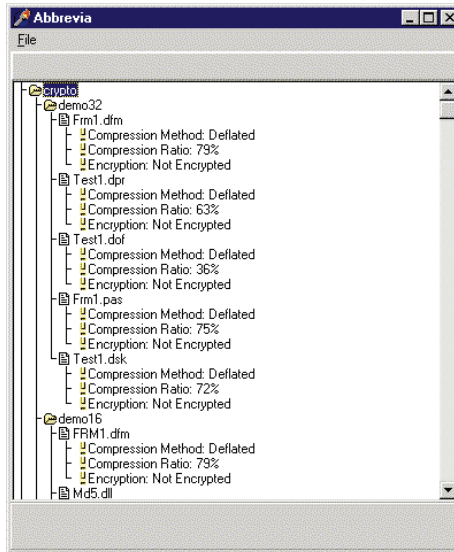 Abbrevia
File
crypto
demo32
Frm1.dfm
Compression Method: Deflated
Compression Ratio: 79%
Encryption: Not Encrypted
Test1.dpr
Compression Method: Deflated
Compression Ratio: 63%
Encryption: Not Encrypted
Test1.dof
Compression Method: Deflated
Compression Ratio: 36%
Encryption: Not Encrypted
Frm1.pas
Compression Method: Deflated
Compression Ratio: 75%
Encryption: Not Encrypted
Test1.dsk
Compression Method: Deflated
Compression Ratio: 72%
Encryption: Not Encrypted
demo16
FRM1.dfm
Compression Method: Deflated
Compression Ratio: 79%
Encryption: Not Encrypted
Md5.dll